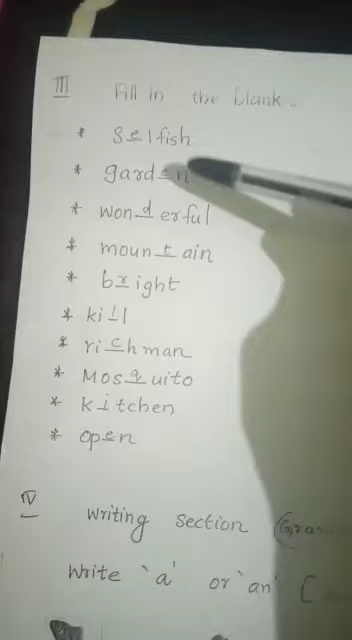 III Fill in the blank.
* Selfish
* garden
* wonderful
* mountain
* bright
* kill
* richman
* Mosquito
* kitchen
* open
IV writing section
Write 'a' or 'an' (